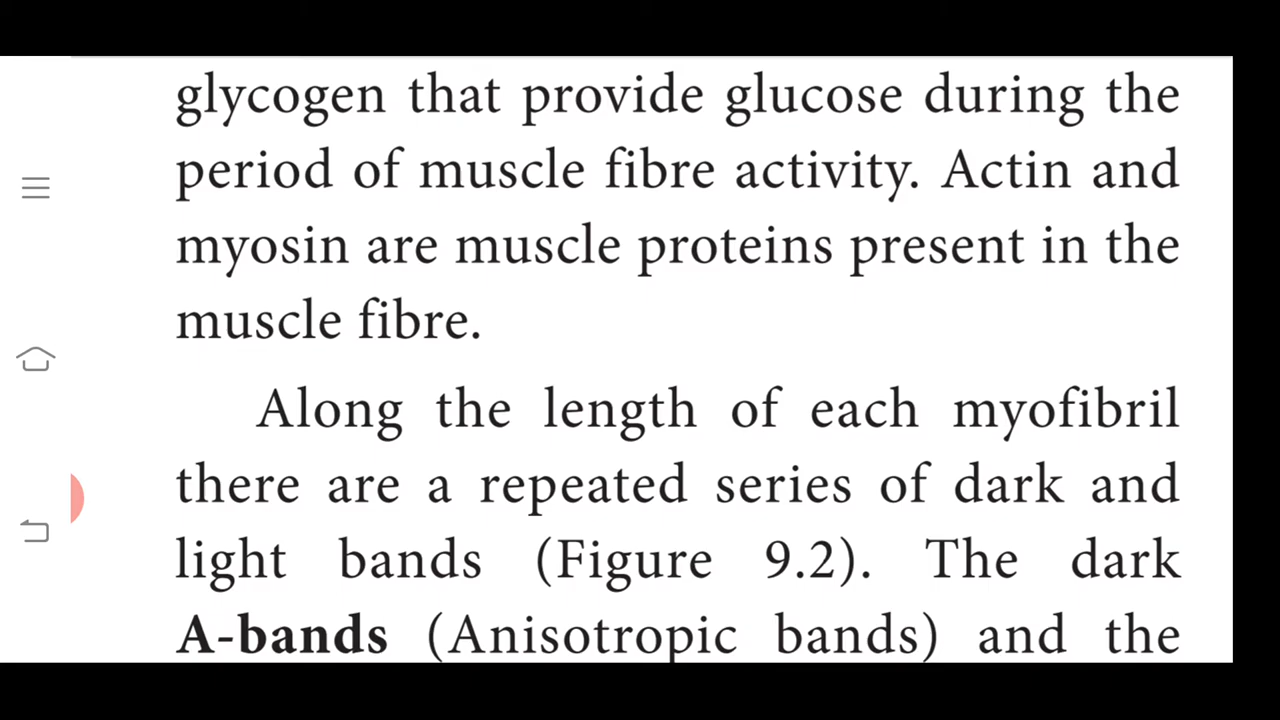 glycogen that provide glucose during the
period of muscle fibre activity. Actin and
myosin are muscle proteins present in the
muscle fibre.
Along the length of each myofibril
there are a repeated series of dark and
light bands (Figure 9.2). The dark
A-bands (Anisotropic bands) and the